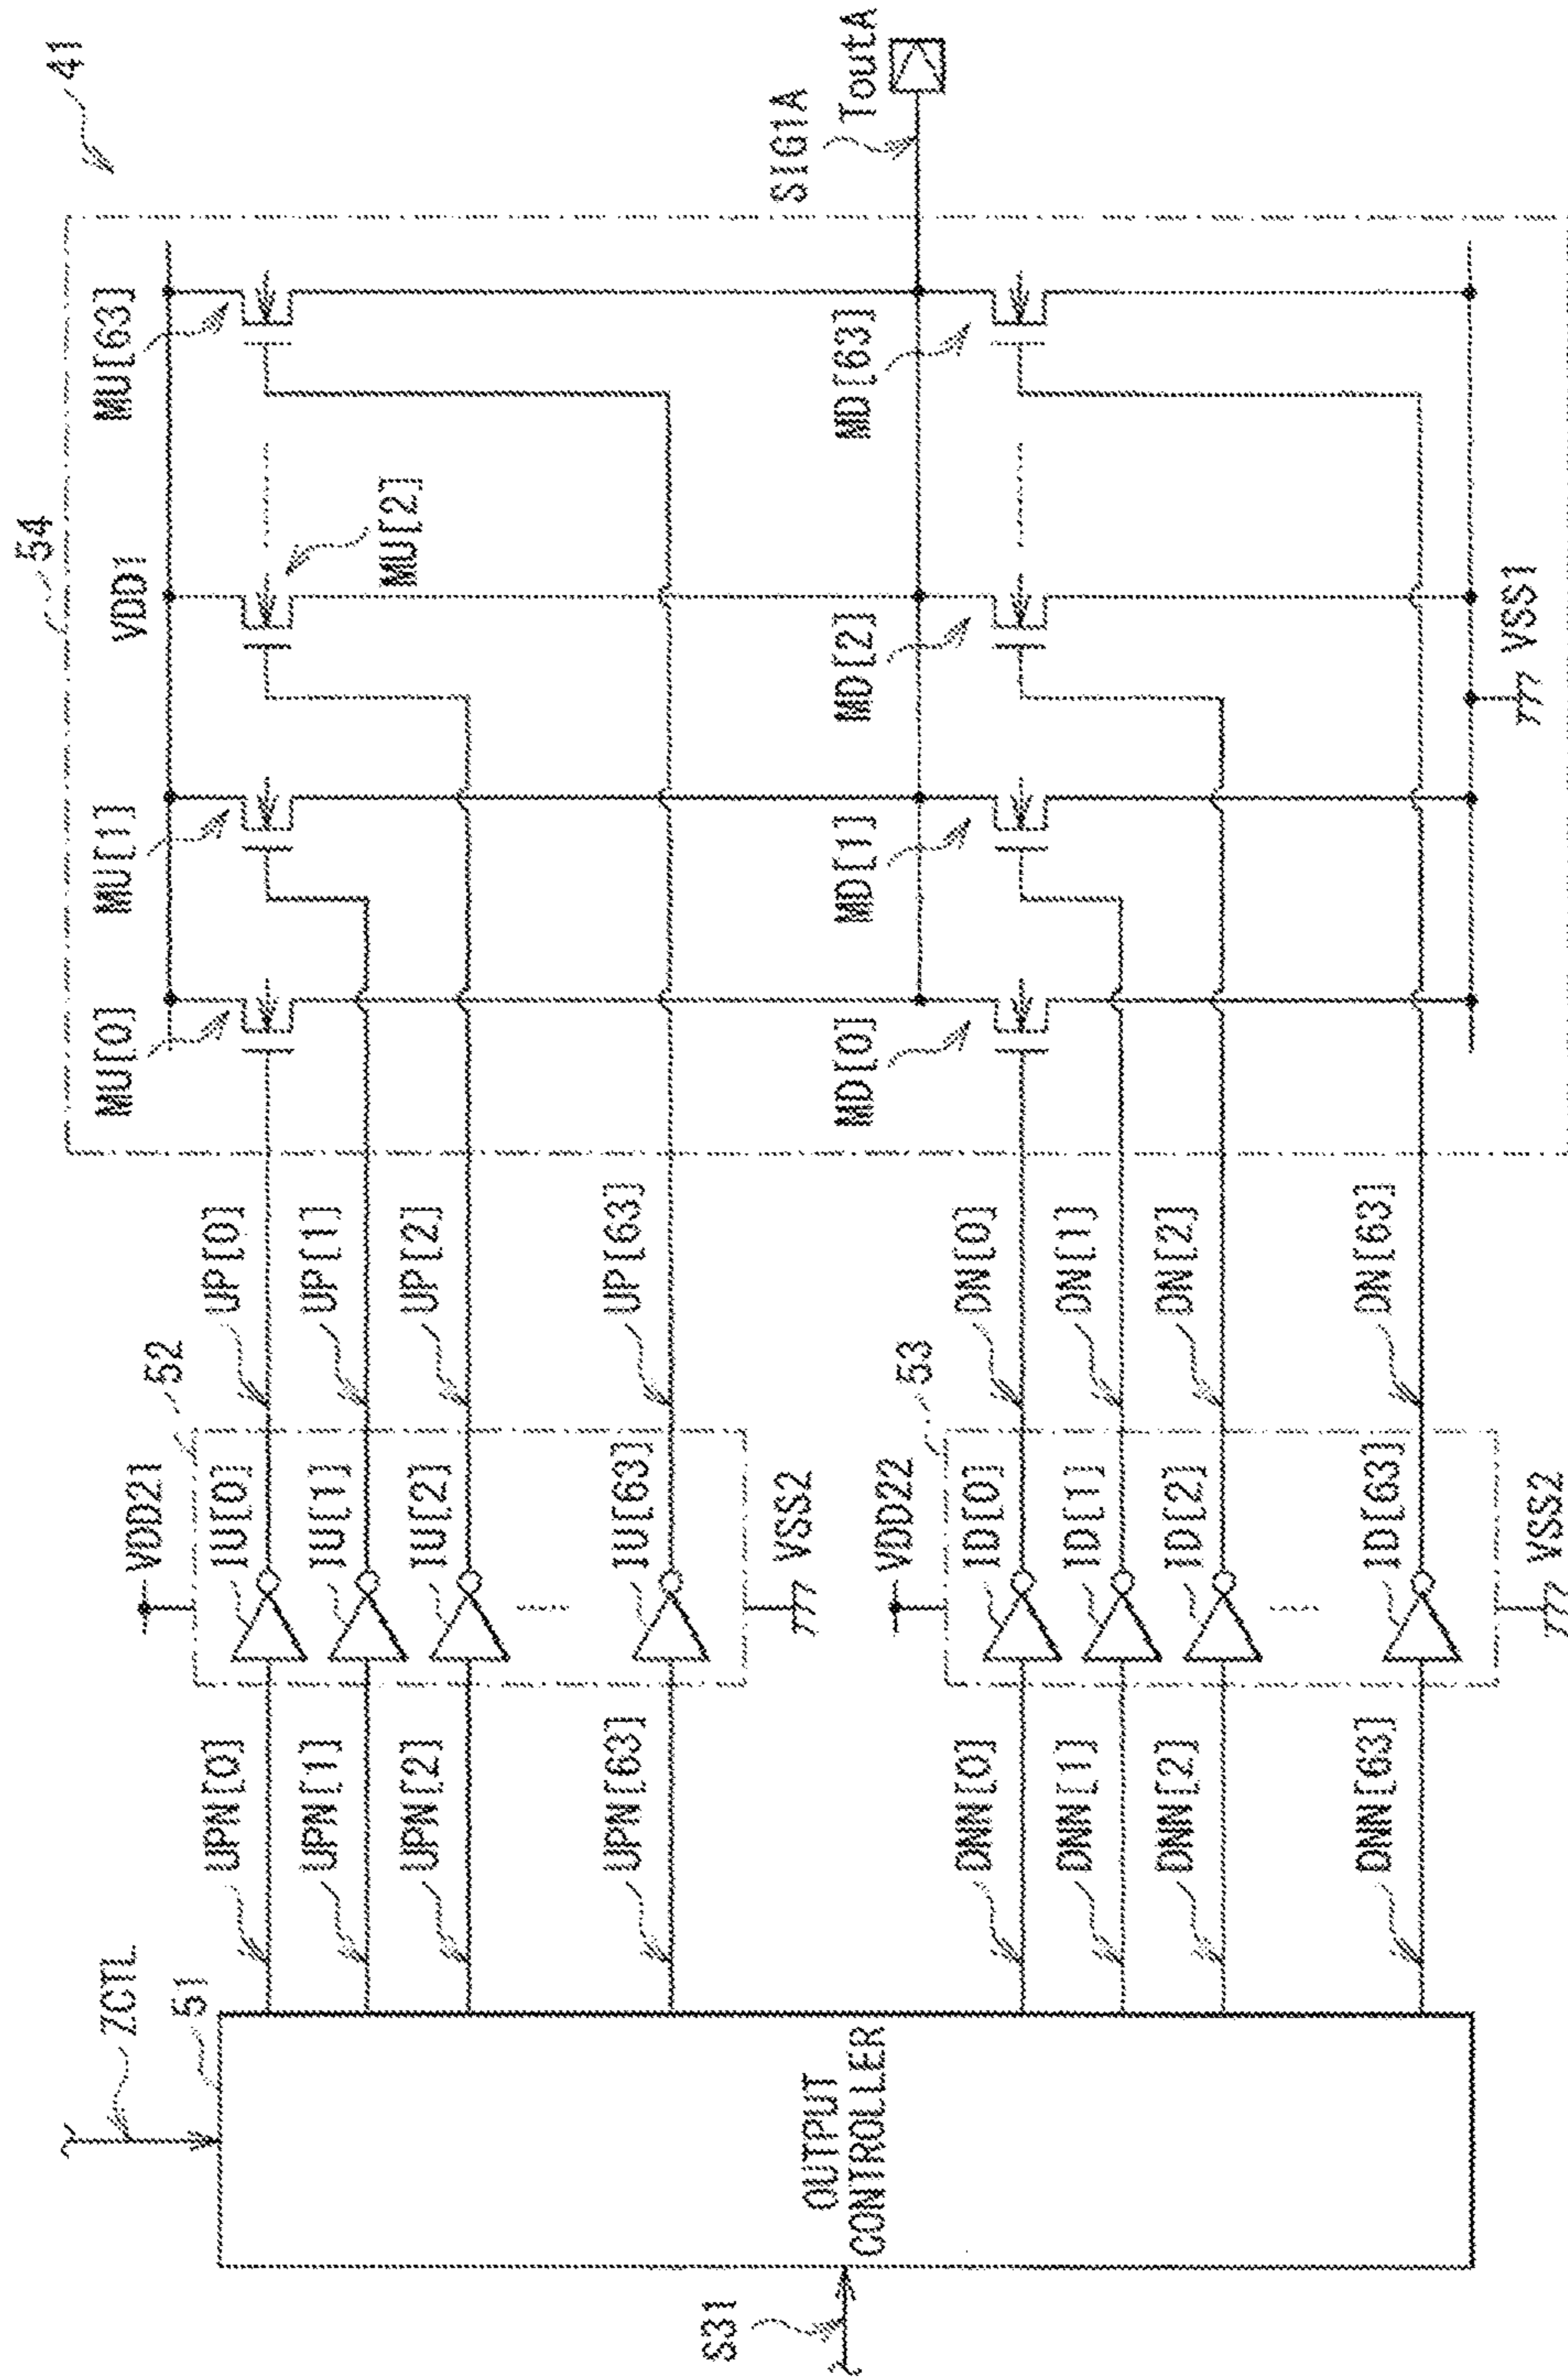 41
54
VDD1
MU[0]
MU[1]
MU[2]
MU[63]
SIG1A
ToutA
MD[0]
MD[1]
MD[2]
MD[63]
VSS1
ZCTL
51
S31
OUTPUT
CONTROLLER
UPN[0]
UPN[1]
UPN[2]
UPN[63]
VDD21
52
IU[0]
IU[1]
IU[2]
IU[63]
VSS2
UP[0]
UP[1]
UP[2]
UP[63]
DNN[0]
DNN[1]
DNN[2]
DNN[63]
VDD22
53
ID[0]
ID[1]
ID[2]
ID[63]
VSS2
DN[0]
DN[1]
DN[2]
DN[63]